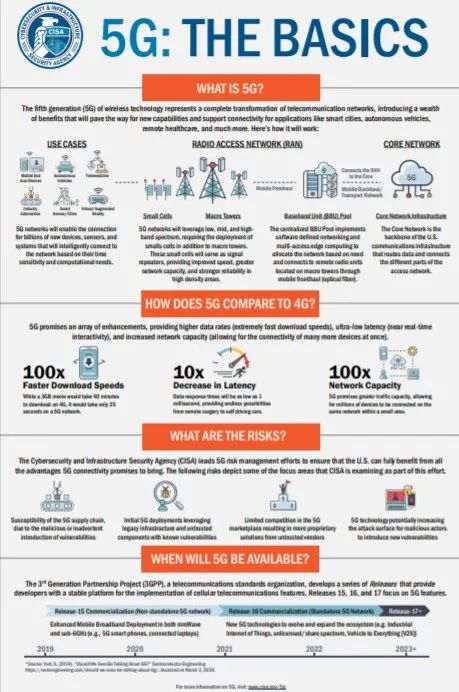 CYBERSECURITY & INFRASTRUCTURE
CISA
SECURITY AGENCY
5G: THE BASICS
WHAT IS 5G?
The fifth generation (5G) of wireless technology represents a complete transformation of telecommunication networks, introducing a wealth
of benefits that will pave the way for new capabilities and support connectivity for applications like smart cities, autonomous vehicles,
remote healthcare, and much more. Here's how it will work:
USE CASES
Mobile End
User Devices
Autonomous
Vehicles
Telemedicine
Industry
Automation
Smart
Homes/Cities
Virtual/Augmented
Reality
5G networks will enable the connection
for billions of new devices, sensors, and
systems that will intelligently connect to
the network based on their time
sensitivity and computational needs.
RADIO ACCESS NETWORK (RAN)
Mobile Fronthaul
Small Cells
Macro Towers
5G networks will leverage low, mid, and high-
band spectrum, requiring the deployment of
smalls cells in addition to macro towers.
These small cells will serve as signal
repeaters, providing improved speed, greater
network capacity, and stronger reliability in
high density areas.
Baseband Unit (BBU) Pool
The centralized BBU Pool implements
software defined networking and
multi-access edge computing to
allocate the network based on need
and connects to remote radio units
located on macro towers through
mobile fronthaul (optical fiber).
Connects the RAN
to the Core
Mobile Backhaul/
Transport Network
CORE NETWORK
5G
Core Network Infrastructure
The Core Network is the
backbone of the U.S.
communications infrastructure
that routes data and connects
the different parts of the
access network.
HOW DOES 5G COMPARE TO 4G?
5G promises an array of enhancements, providing higher data rates (extremely fast download speeds), ultra-low latency (near real-time
interactivity), and increased network capacity (allowing for the connectivity of many more devices at once).
100x
Faster Download Speeds
While a 3GB movie would take 40 minutes
to download on 4G, it would take only 35
seconds on a 5G network.
10x
Decrease in Latency
Data response times will be as low as 1
millisecond, providing endless possibilities
from remote surgery to self driving cars.
100x
Network Capacity
5G promises greater traffic capacity, allowing
for millions of devices to be connected on the
same network within a small area.
WHAT ARE THE RISKS?
The Cybersecurity and Infrastructure Security Agency (CISA) leads 5G risk management efforts to ensure that the U.S. can fully benefit from all
the advantages 5G connectivity promises to bring. The following risks depict some of the focus areas that CISA is examining as part of this effort.
Susceptibility of the 5G supply chain,
due to the malicious or inadvertent
introduction of vulnerabilities
Initial 5G deployments leveraging
legacy infrastructure and untrusted
components with known vulnerabilities
Limited competition in the 5G
marketplace resulting in more proprietary
solutions from untrusted vendors
5G technology potentially increasing
the attack surface for malicious actors
to introduce new vulnerabilities
WHEN WILL 5G BE AVAILABLE?
The 3rd Generation Partnership Project (3GPP), a telecommunications standards organization, develops a series of Releases that provide
developers with a stable platform for the implementation of cellular telecommunications features. Releases 15, 16, and 17 focus on 5G features.
Release-15 Commercialization (Non-standalone 5G network)
Release-16 Commercialization (Standalone 5G Network)
Release-17+
Enhanced Mobile Broadband Deployment in both mmWave
and sub-6GHz (e.g., 5G smart phones, connected laptops)
New 5G technologies to evolve and expand the ecosystem (e.g. Industrial
Internet of Things, unlicensed/share spectrum, Vehicle to Everything (V2X))
2019
2020
2021
2022
2023+
Semiconductor Engineering
Accessed on March 2, 2020.
For more information on 5G, visit: www.cisa.gov/5g